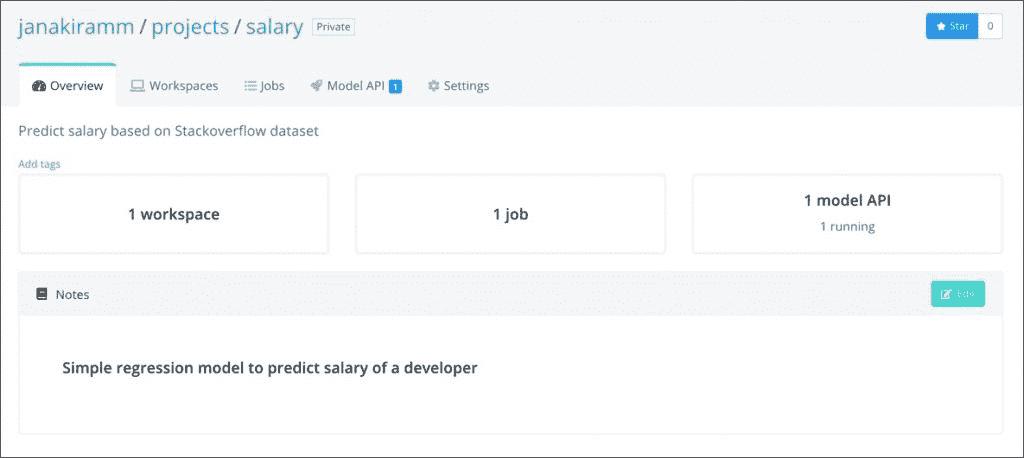 janakiramm / projects / salary Private Star 0
Overview Workspaces Jobs Model API 1 Settings
Predict salary based on Stackoverflow dataset
Add tags
1 workspace 1 job 1 model API
1 running
Notes Edit
Simple regression model to predict salary of a developer